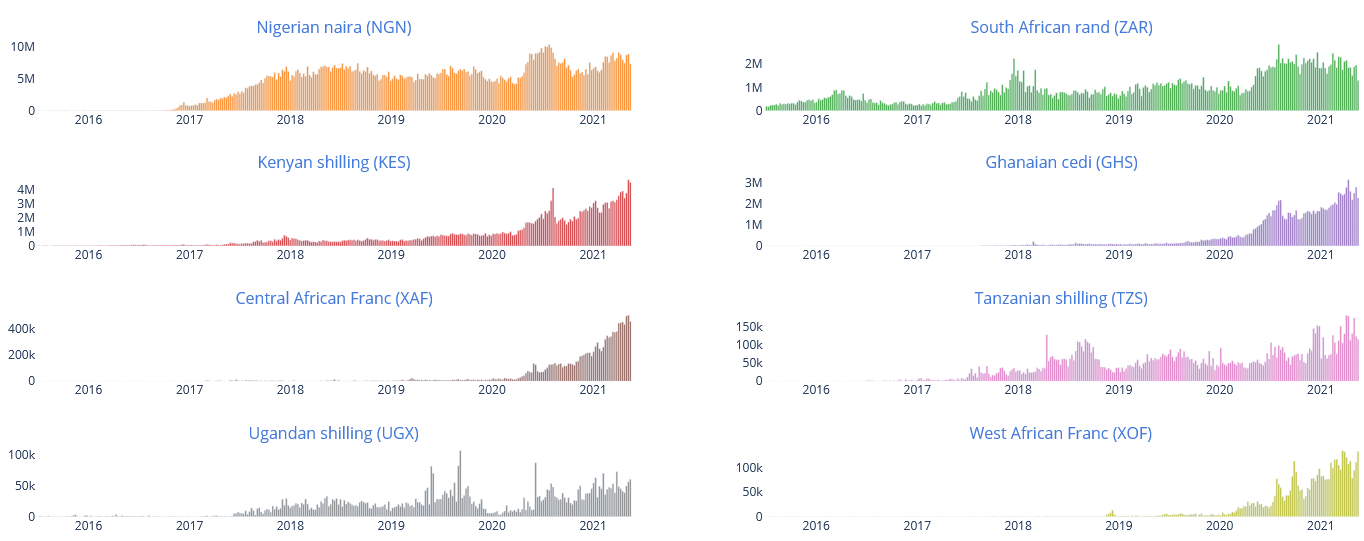 Nigerian naira (NGN)
10M
5M
0
2016 2017 2018 2019 2020 2021
South African rand (ZAR)
2M
1M
0
2016 2017 2018 2019 2020 2021
Kenyan shilling (KES)
4M
3M
2M
1M
0
2016 2017 2018 2019 2020 2021
Ghanaian cedi (GHS)
3M
2M
1M
0
2016 2017 2018 2019 2020 2021
Central African Franc (XAF)
400k
200k
0
2016 2017 2018 2019 2020 2021
Tanzanian shilling (TZS)
150k
100k
50k
0
2016 2017 2018 2019 2020 2021
Ugandan shilling (UGX)
100k
50k
0
2016 2017 2018 2019 2020 2021
West African Franc (XOF)
100k
50k
0
2016 2017 2018 2019 2020 2021